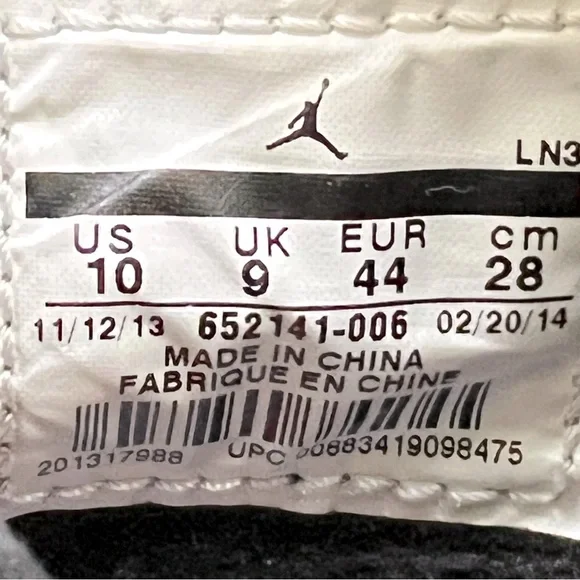 LN3
US UK EUR cm
10 9 44 28
11/12/13 652141-006 02/20/14
MADE IN CHINA
FABRIQUE EN CHINE
201317988 UPC 00883419098475